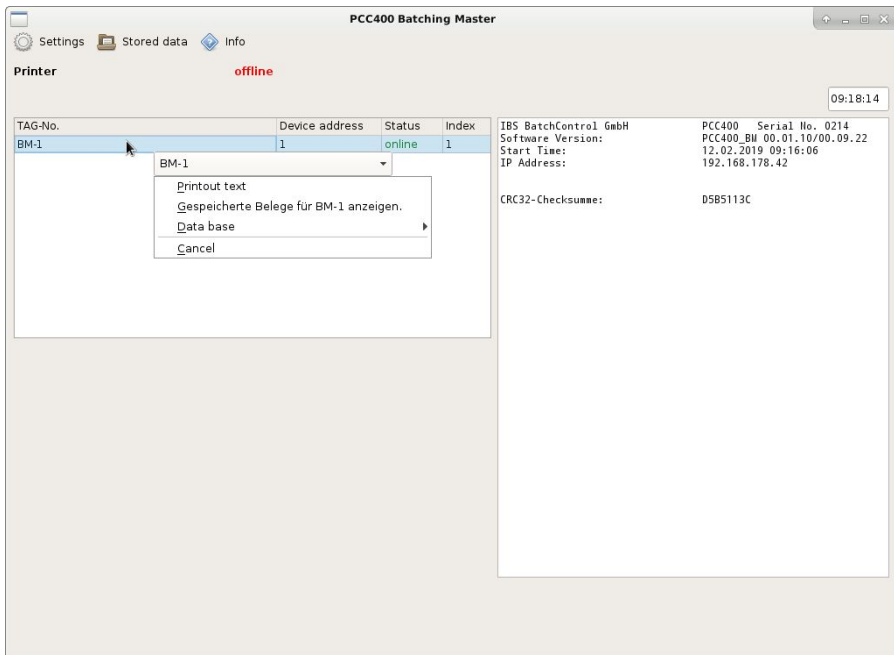 PCC400 Batching Master
Settings Stored data Info
Printer offline
09:18:14
TAG-No. Device address Status Index
BM-1 1 online 1
BM-1
Printout text
Gespeicherte Belege für BM-1 anzeigen.
Data base
Cancel
IBS BatchControl GmbH PCC400 Serial No. 0214
Software Version: PCC400_BM 00.01.10/00.09.22
Start Time: 12.02.2019 09:16:06
IP Address: 192.168.178.42
CRC32-Checksumme: D5B5113C